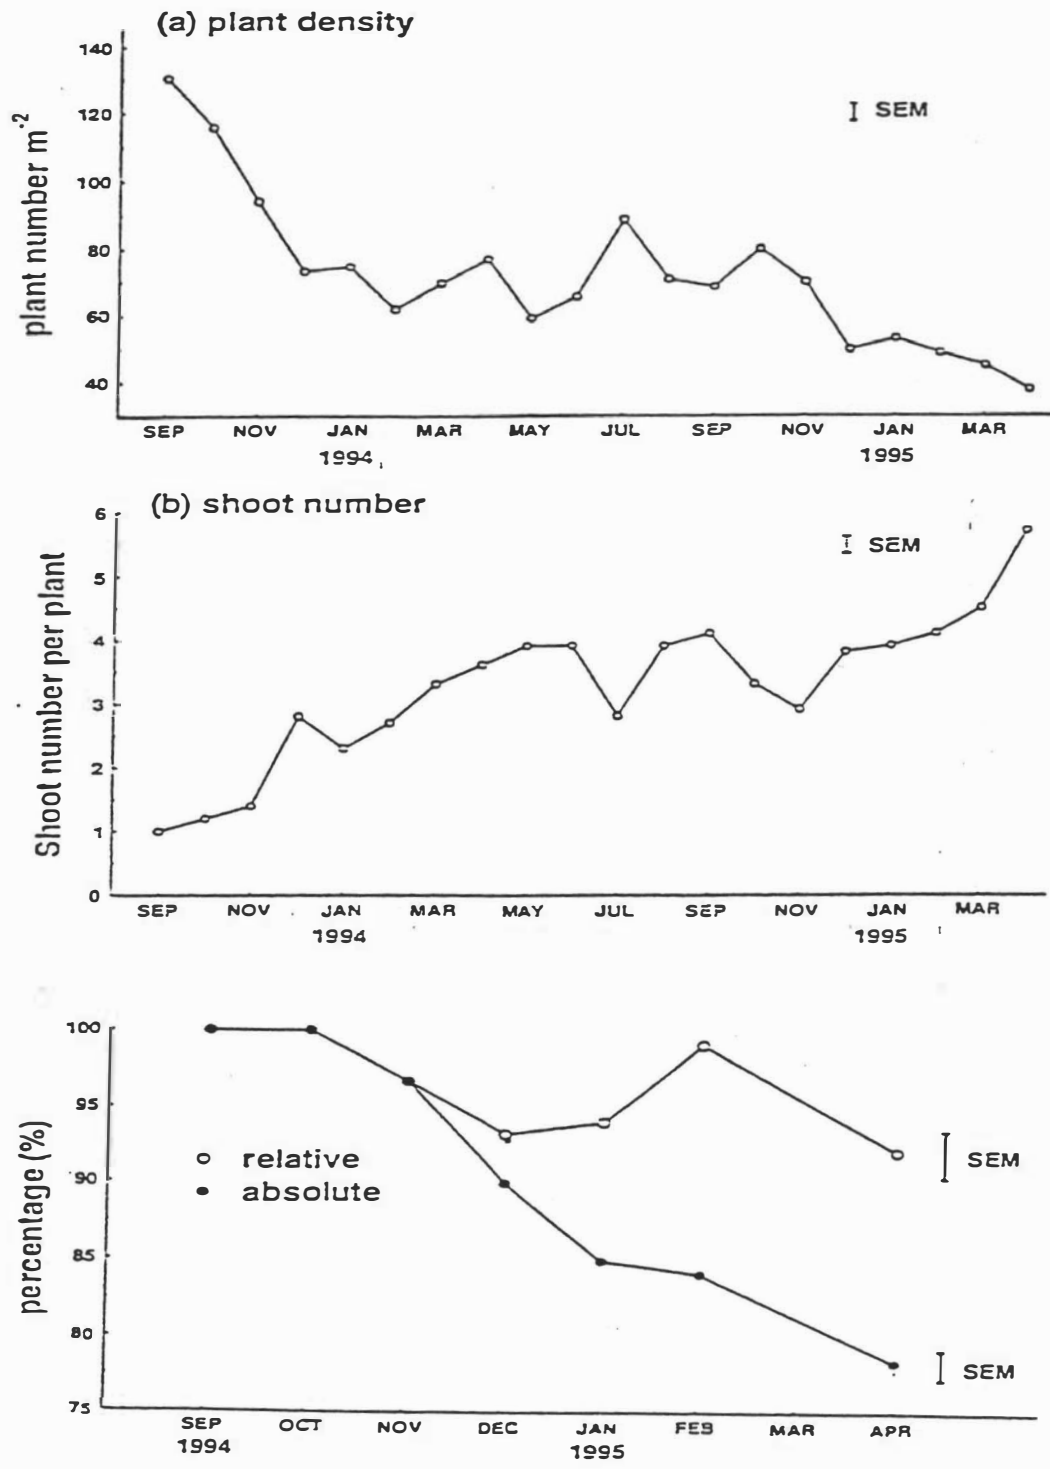 (a) plant density
140
120
100
80
60
40
plant number m-2
I SEM
SEP NOV JAN MAR MAY JUL SEP NOV JAN MAR
1994 1995
(b) shoot number
6
5
4
3
2
1
0
Shoot number per plant
I SEM
SEP NOV JAN MAR MAY JUL SEP NOV JAN MAR
1994 1995
100
95
90
85
80
75
percentage (%)
o relative
• absolute
SEM
SEM
SEP OCT NOV DEC JAN FEB MAR APR
1994 1995